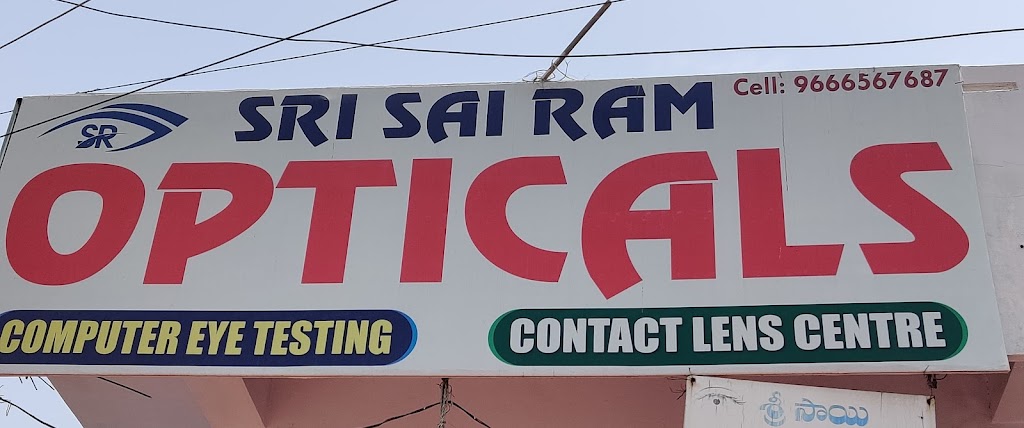 SR
SRI SAI RAM
Cell: 9666567687
OPTICALS
COMPUTER EYE TESTING
CONTACT LENS CENTRE
శ్రీ సాయి